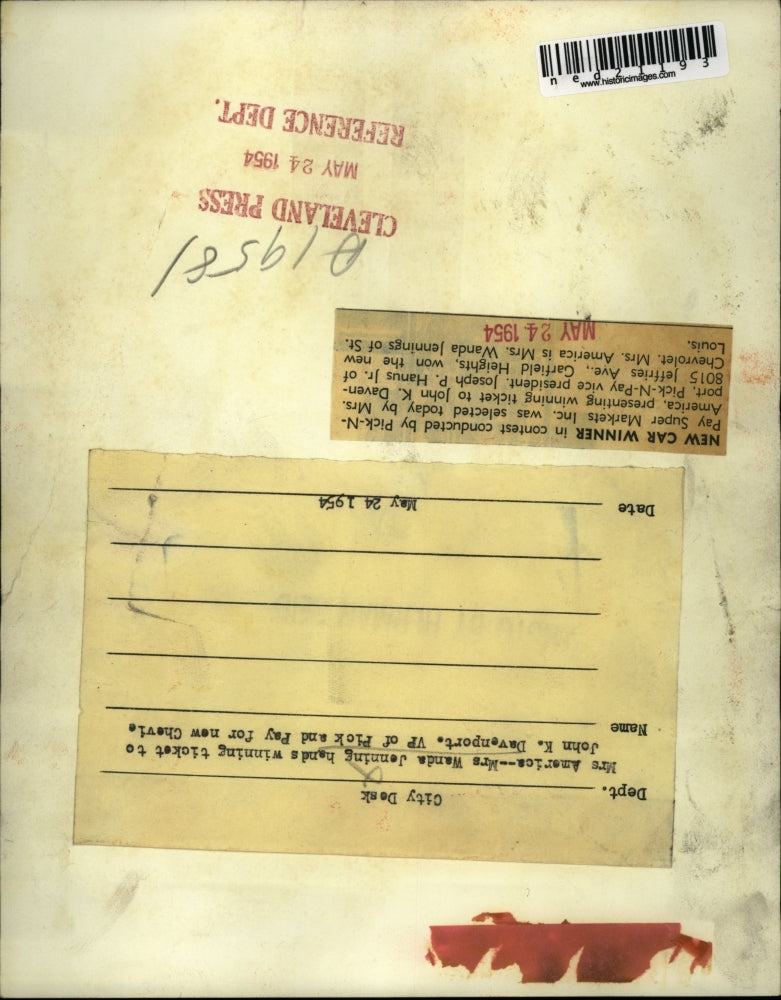 City Desk
Dept.
Mrs America--Mrs Wanda Jenning hands winning ticket to
John K. Davenport. VP of Pick and Pay for new Chevie
Name
Date May 24 1954
NEW CAR WINNER in contest conducted by Pick-N-
Pay Super Markets Inc. was selected today by Mrs.
America, presenting winning ticket to John K. Daven-
port, Pick-N-Pay vice president. Joseph P. Hanus Jr. of
8015 Jeffries Ave., Garfield Heights, won the new
Chevrolet. Mrs. America is Mrs. Wanda Jennings of St.
Louis.
MAY 24 1954
CLEVELAND PRESS
MAY 24 1954
REFERENCE DEPT.
ned21193
www.historicimages.com